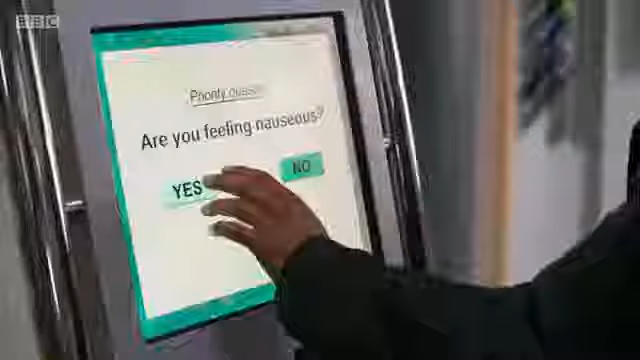 BBC
Priority question
Are you feeling nauseous?
YES
NO